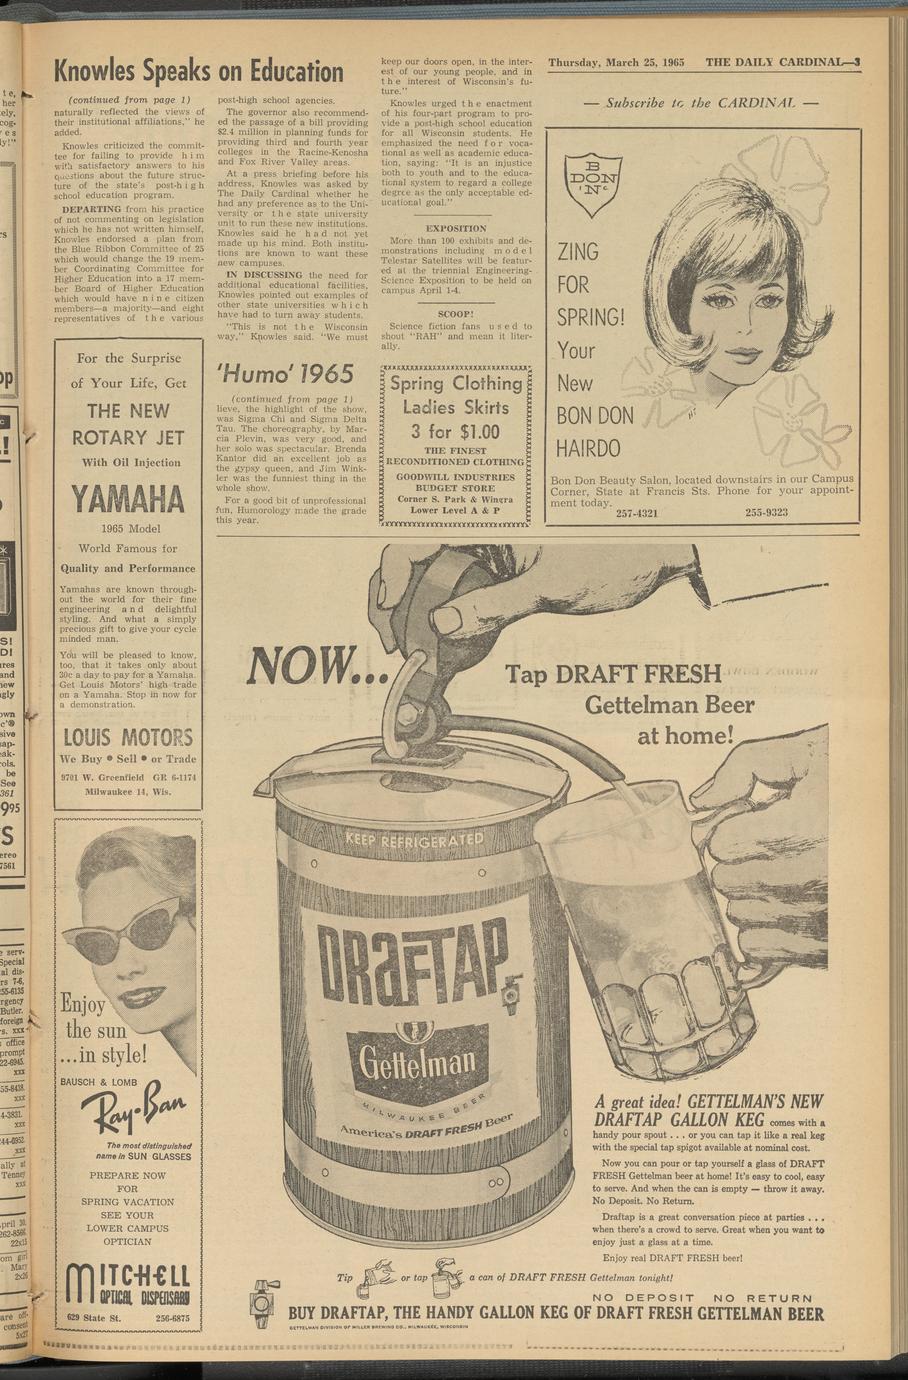 Thursday, March 25, 1965 THE DAILY CARDINAL—3
Knowles Speaks on Education
(continued from page 1)
naturally reflected the views of
their institutional affiliations," he
added.
Knowles criticized the commit-
tee for failing to provide him
with satisfactory answers to his
questions about the future struc-
ture of the state's post-high
school education program.
DEPARTING from his practice
of not commenting on legislation
which he has not written himself,
Knowles endorsed a plan from
the Blue Ribbon Committee of 25
which would change the 19 mem-
ber Coordinating Committee for
Higher Education into a 17 mem-
ber Board of Higher Education
which would have nine citizen
members—a majority—and eight
representatives of the various
post-high school agencies.
The governor also recommend-
ed the passage of a bill providing
$2.4 million in planning funds for
providing third and fourth year
colleges in the Racine-Kenosha
and Fox River Valley areas.
At a press briefing before his
address, Knowles was asked by
The Daily Cardinal whether he
had any preference as to the Uni-
versity or the state university
unit to run these new institutions.
Knowles said he had not yet
made up his mind. Both institu-
tions are known to want these
new campuses.
IN DISCUSSING the need for
additional educational facilities,
Knowles pointed out examples of
other state universities which
have had to turn away students.
"This is not the Wisconsin
way," Knowles said. "We must
keep our doors open, in the inter-
est of our young people, and in
the interest of Wisconsin's fu-
ture."
Knowles urged the enactment
of his four-part program to pro-
vide a post-high school education
for all Wisconsin students. He
emphasized the need for voca-
tional as well as academic educa-
tion, saying: "It is an injustice
both to youth and to the educa-
tional system to regard a college
degree as the only acceptable ed-
ucational goal."
EXPOSITION
More than 100 exhibits and de-
monstrations including model
Telestar Satellites will be featur-
ed at the triennial Engineering-
Science Exposition to be held on
campus April 1-4.
SCOOP!
Science fiction fans used to
shout "RAH" and mean it liter-
ally.
'Humo' 1965
(continued from page 1)
lieve, the highlight of the show,
was Sigma Chi and Sigma Delta
Tau. The choreography, by Mar-
cia Plevin, was very good, and
her solo was spectacular. Brenda
Kantor did an excellent job as
the gypsy queen, and Jim Wink-
ler was the funniest thing in the
whole show.
For a good bit of unprofessional
fun, Humorology made the grade
this year.
Spring Clothing
Ladies Skirts
3 for $1.00
THE FINEST
RECONDITIONED CLOTHING
GOODWILL INDUSTRIES
BUDGET STORE
Corner S. Park & Wingra
Lower Level A & P
— Subscribe to the CARDINAL —
B
DON
'N'
ZING
FOR
SPRING!
Your
New
BON DON
HAIRDO
Bon Don Beauty Salon, located downstairs in our Campus
Corner, State at Francis Sts. Phone for your appoint-
ment today.
257-4321 255-9323
For the Surprise
of Your Life, Get
THE NEW
ROTARY JET
With Oil Injection
YAMAHA
1965 Model
World Famous for
Quality and Performance
Yamahas are known through-
out the world for their fine
engineering and delightful
styling. And what a simply
precious gift to give your cycle
minded man.
You will be pleased to know,
too, that it takes only about
30c a day to pay for a Yamaha.
Get Louis Motors' high trade
on a Yamaha. Stop in now for
a demonstration.
LOUIS MOTORS
We Buy • Sell • or Trade
9701 W. Greenfield GR 6-1174
Milwaukee 14, Wis.
Enjoy
the sun
...in style!
BAUSCH & LOMB
Ray-Ban
The most distinguished
name in SUN GLASSES
PREPARE NOW
FOR
SPRING VACATION
SEE YOUR
LOWER CAMPUS
OPTICIAN
MITCHELL
OPTICAL DISPENSARY
629 State St. 256-6875
NOW...
Tap DRAFT FRESH
Gettelman Beer
at home!
KEEP REFRIGERATED
DRAFTAP
Gettelman
MILWAUKEE BEER
America's DRAFT FRESH Beer
A great idea! GETTELMAN'S NEW
DRAFTAP GALLON KEG comes with a
handy pour spout . . . or you can tap it like a real keg
with the special tap spigot available at nominal cost.
Now you can pour or tap yourself a glass of DRAFT
FRESH Gettelman beer at home! It's easy to cool, easy
to serve. And when the can is empty — throw it away.
No Deposit. No Return.
Draftap is a great conversation piece at parties . . .
when there's a crowd to serve. Great when you want to
enjoy just a glass at a time.
Enjoy real DRAFT FRESH beer!
Tip or tap a can of DRAFT FRESH Gettelman tonight!
NO DEPOSIT NO RETURN
BUY DRAFTAP, THE HANDY GALLON KEG OF DRAFT FRESH GETTELMAN BEER
GETTELMAN DIVISION OF MILLER BREWING CO., MILWAUKEE, WISCONSIN